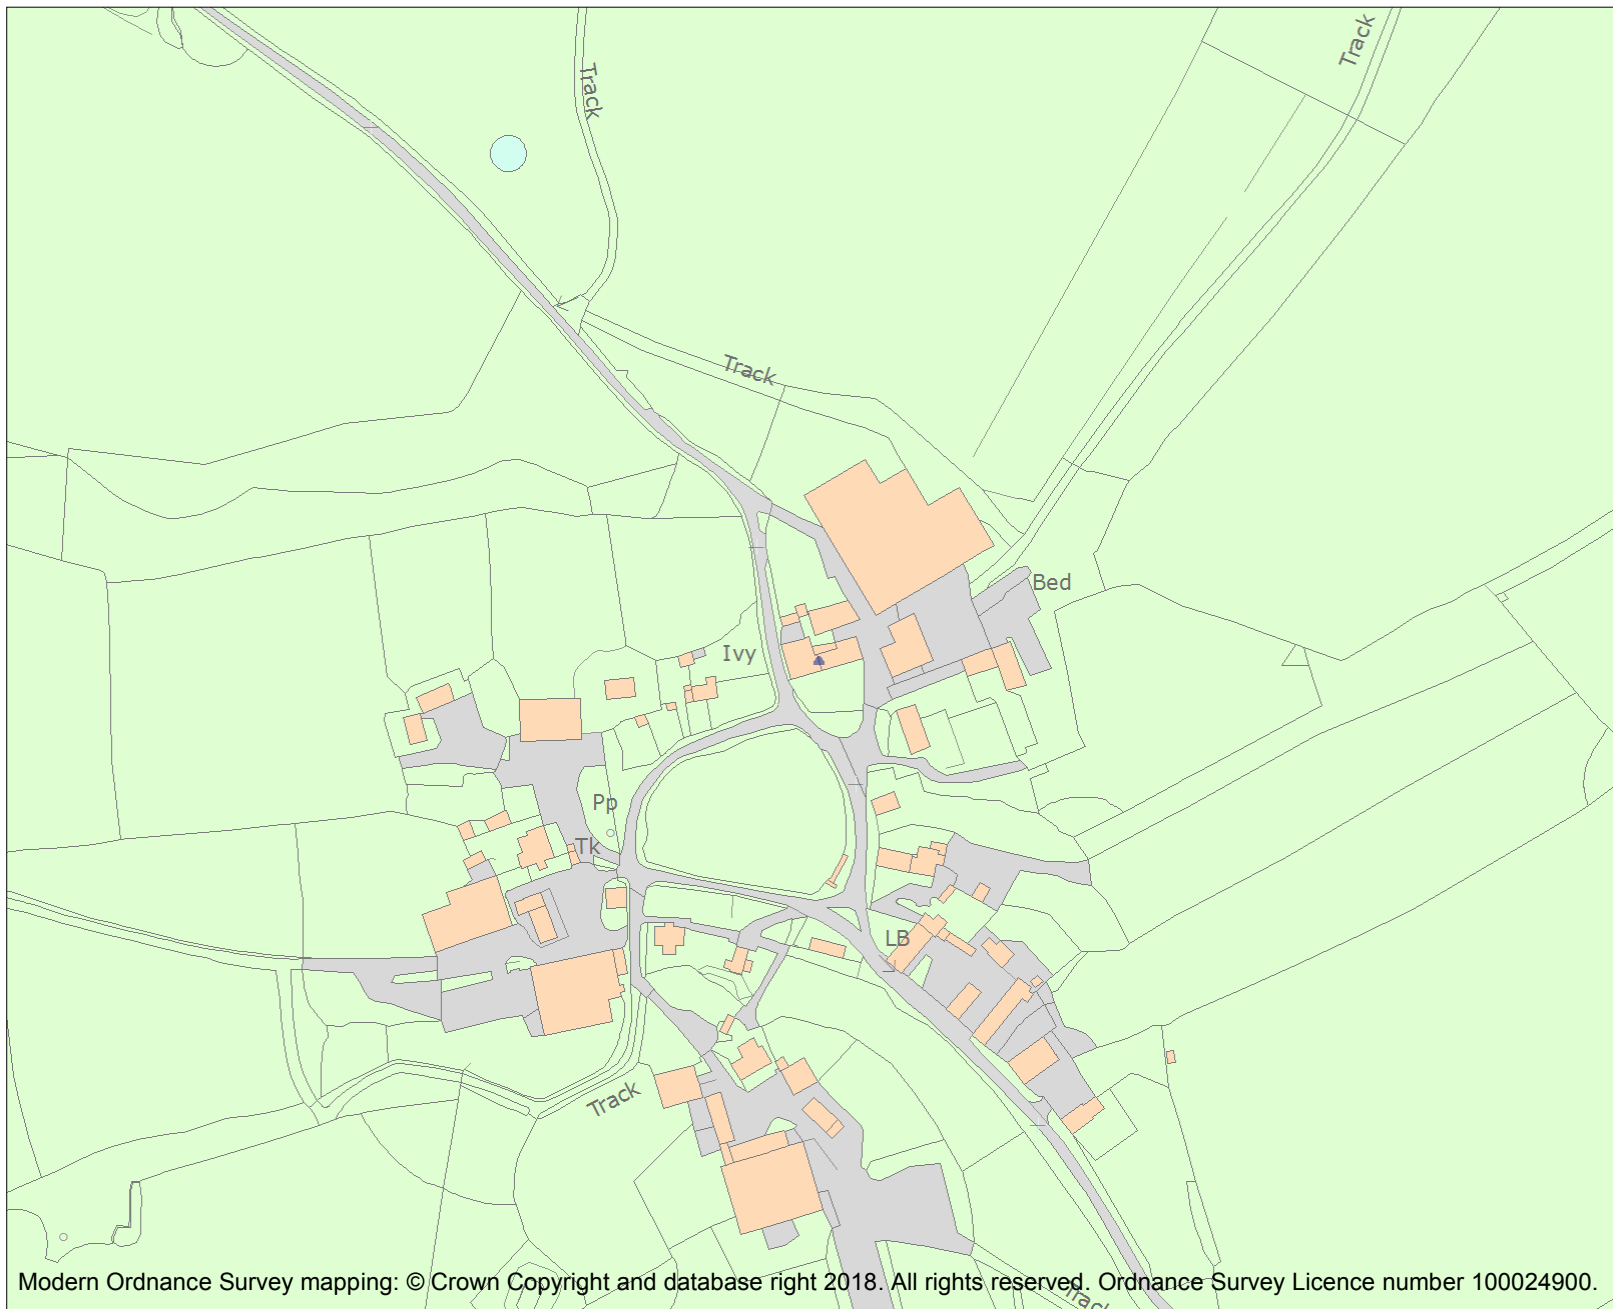 Track
Track
Track
Bed
Ivy
Pp
Tk
LB
Track
Modern Ordnance Survey mapping: © Crown Copyright and database right 2018. All rights reserved. Ordnance Survey Licence number 100024900.
Track